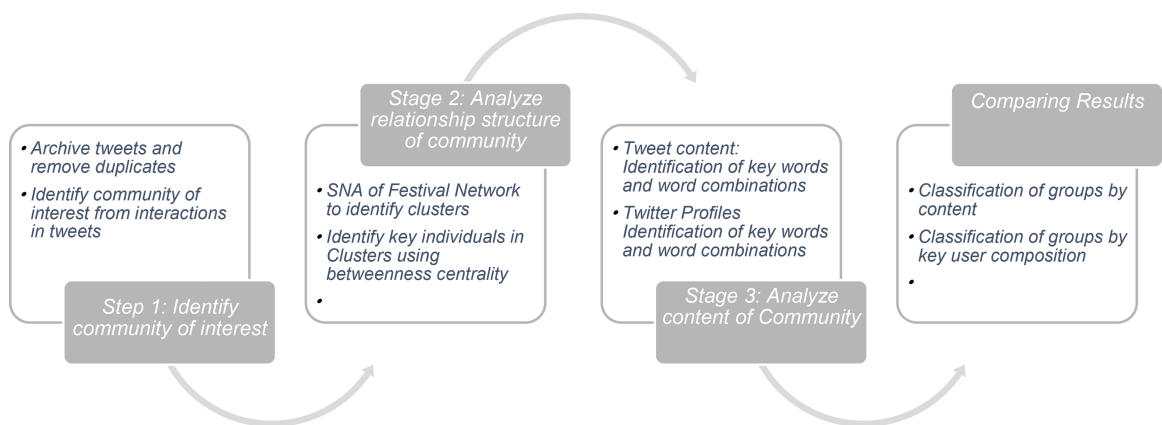 • Archive tweets and
remove duplicates
• Identify community of
interest from interactions
in tweets
Step 1: Identify
community of interest
Stage 2: Analyze
relationship structure
of community
• SNA of Festival Network
to identify clusters
• Identify key individuals in
Clusters using
betweenness centrality
•
• Tweet content:
Identification of key words
and word combinations
• Twitter Profiles
Identification of key words
and word combinations
Stage 3: Analyze
content of Community
Comparing Results
• Classification of groups by
content
• Classification of groups by
key user composition
•